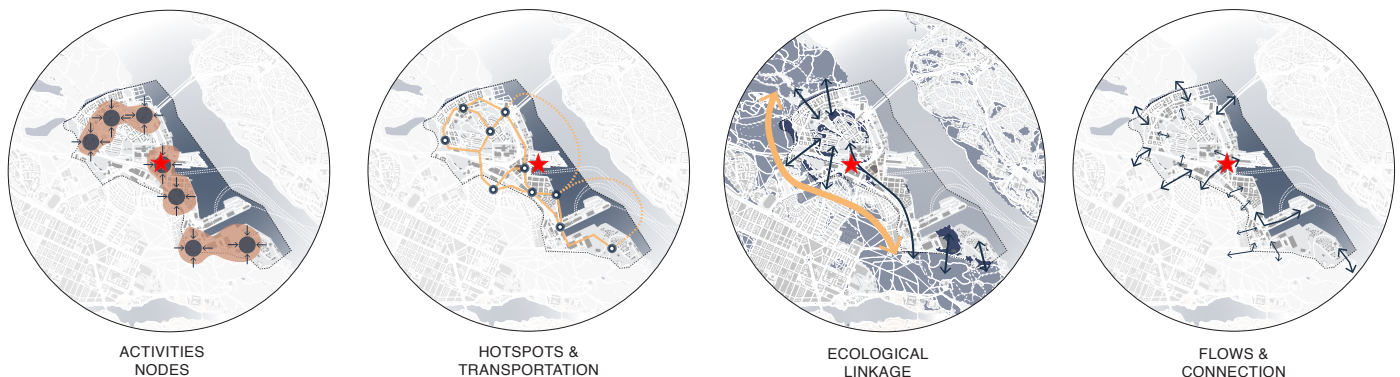 ACTIVITIES
NODES
HOTSPOTS &
TRANSPORTATION
ECOLOGICAL
LINKAGE
FLOWS &
CONNECTION